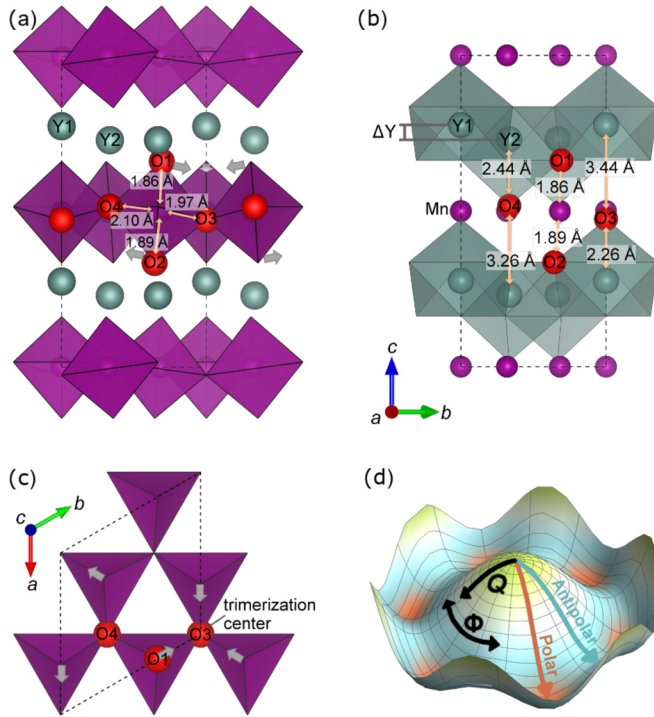 (a)
Y1
Y2
O1
1.86 Å
1.97 Å
O4
2.10 Å
O3
1.89 Å
O2
(b)
ΔY
Y1
Y2
2.44 Å
O1
3.44 Å
1.86 Å
Mn
O4
O3
1.89 Å
3.26 Å
O2
2.26 Å
c
a
b
(c)
c
b
a
trimerization
center
O4
O1
O3
(d)
Q
Φ
Antipolar
Polar